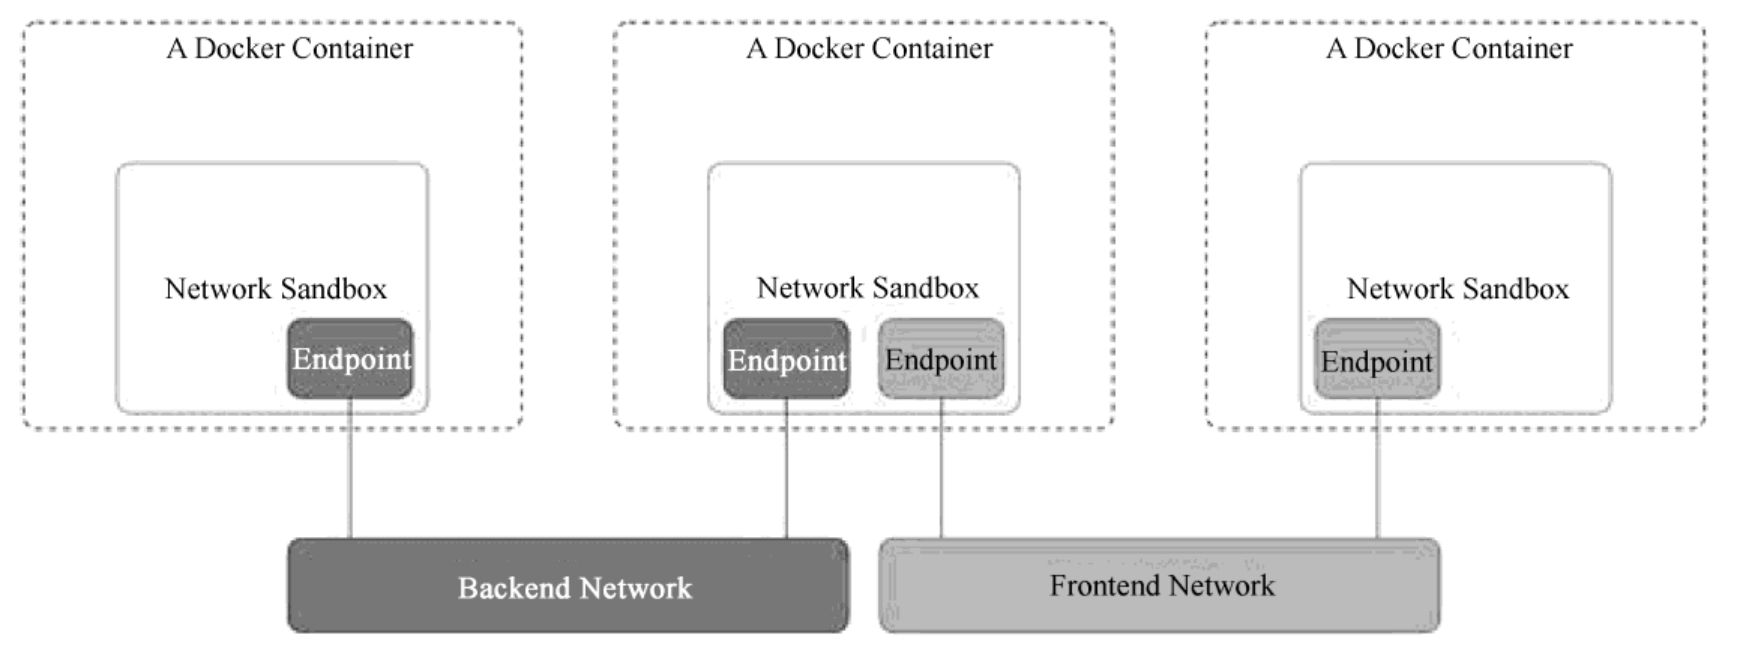 A Docker Container
A Docker Container
A Docker Container
Network Sandbox
Network Sandbox
Network Sandbox
Endpoint
Endpoint
Endpoint
Endpoint
Backend Network
Frontend Network